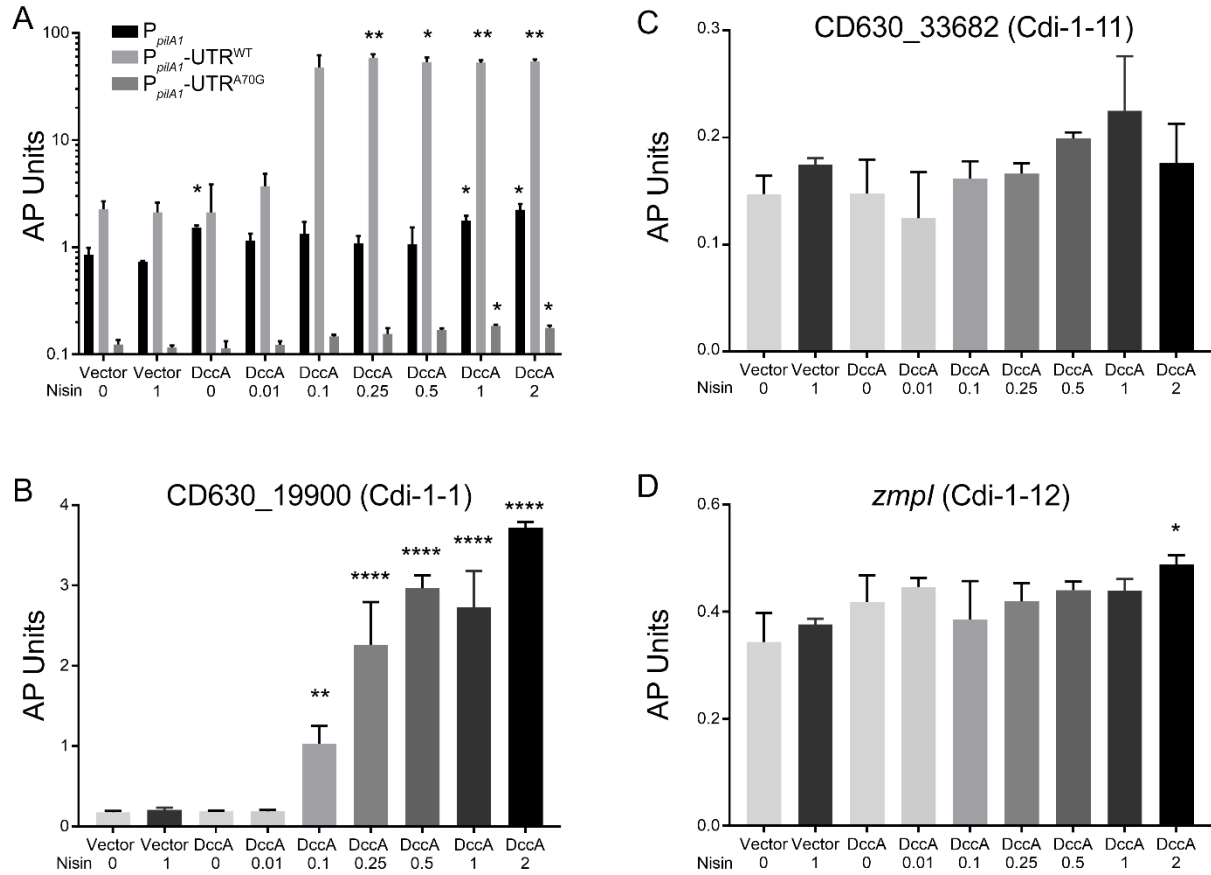 A
P pilA1
P pilA1-UTR WT
P pilA1-UTR A70G
AP Units
100
10
1
0.1
** * ** **
* * *
* *
Vector Vector DccA DccA DccA DccA DccA DccA DccA
Nisin 0 1 0 0.01 0.1 0.25 0.5 1 2
B
CD630_19900 (Cdi-1-1)
AP Units
4
3
2
1
0
** **** **** **** ****
Vector Vector DccA DccA DccA DccA DccA DccA DccA
Nisin 0 1 0 0.01 0.1 0.25 0.5 1 2
C
CD630_33682 (Cdi-1-11)
AP Units
0.3
0.2
0.1
0.0
Vector Vector DccA DccA DccA DccA DccA DccA DccA
Nisin 0 1 0 0.01 0.1 0.25 0.5 1 2
D
zmpI (Cdi-1-12)
AP Units
0.6
0.4
0.2
0.0
*
Vector Vector DccA DccA DccA DccA DccA DccA DccA
Nisin 0 1 0 0.01 0.1 0.25 0.5 1 2